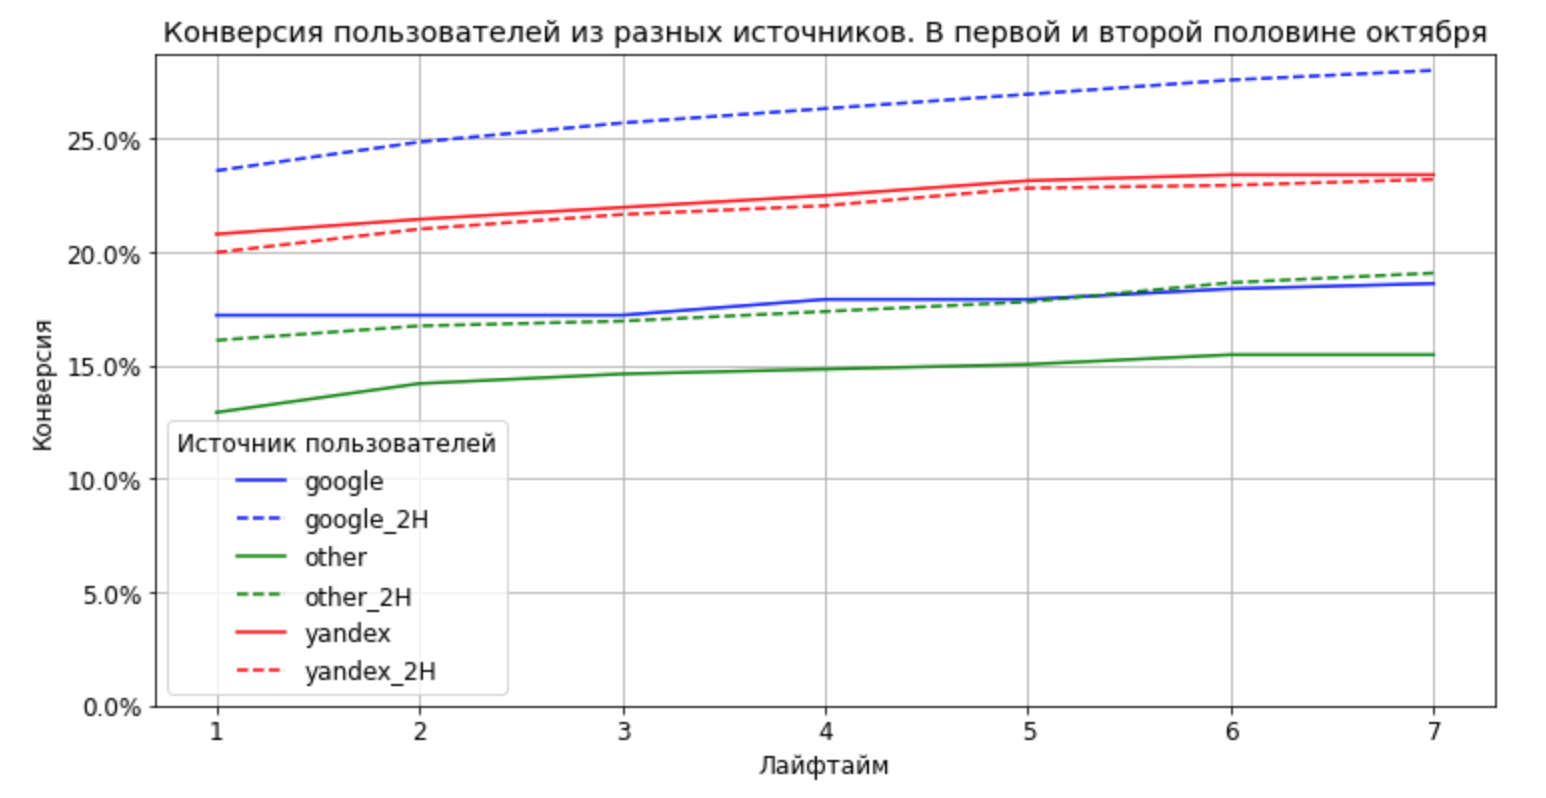 Конверсия пользователей из разных источников. В первой и второй половине октября
25.0%
20.0%
15.0%
10.0%
5.0%
0.0%
Конверсия
Источник пользователей
google
google_2H
other
other_2H
yandex
yandex_2H
1 2 3 4 5 6 7
Лайфтайм